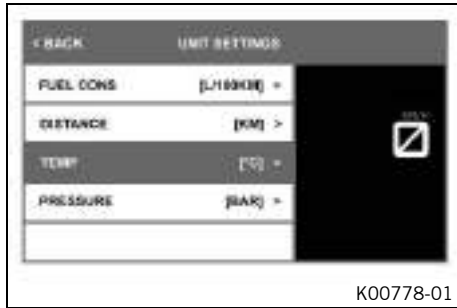 < BACK UNIT SETTINGS
FUEL CONS [L/100KM] >
DISTANCE [KM] >
TEMP [°C] >
PRESSURE [BAR] >
K00778-01